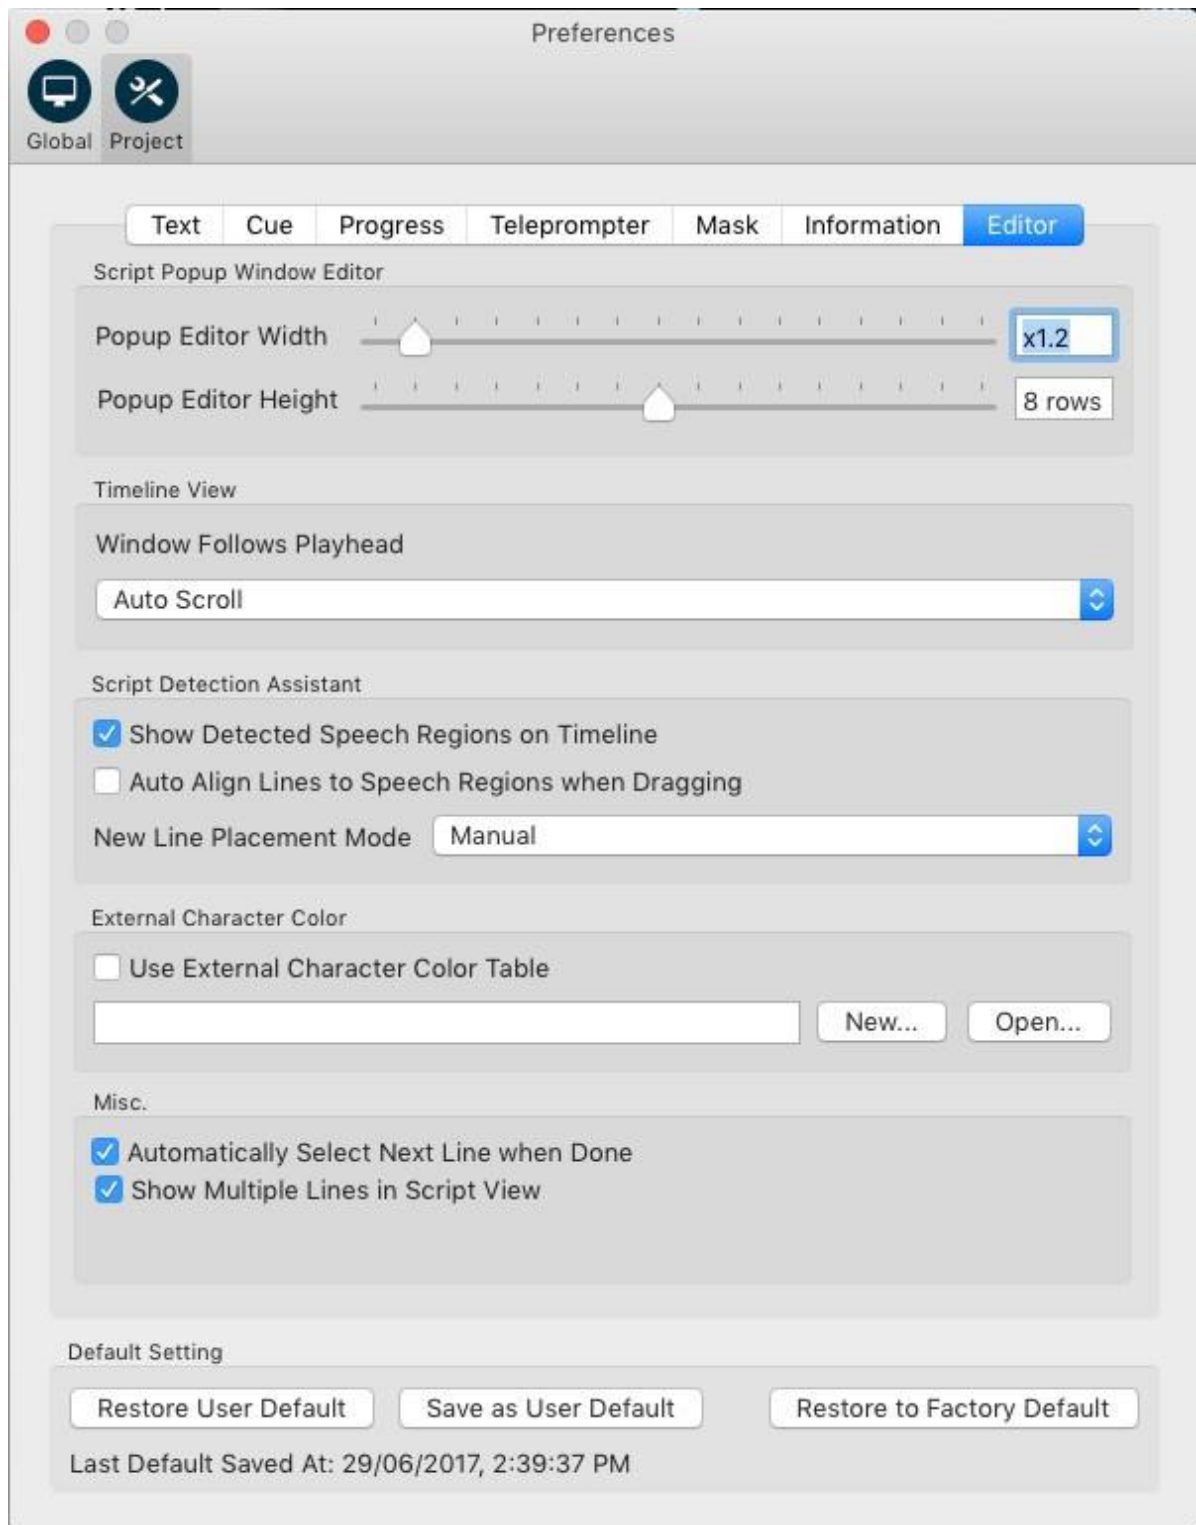 Preferences
Global Project
Text Cue Progress Teleprompter Mask Information Editor
Script Popup Window Editor
Popup Editor Width x1.2
Popup Editor Height 8 rows
Timeline View
Window Follows Playhead
Auto Scroll
Script Detection Assistant
Show Detected Speech Regions on Timeline
Auto Align Lines to Speech Regions when Dragging
New Line Placement Mode Manual
External Character Color
Use External Character Color Table
New... Open...
Misc.
Automatically Select Next Line when Done
Show Multiple Lines in Script View
Default Setting
Restore User Default Save as User Default Restore to Factory Default
Last Default Saved At: 29/06/2017, 2:39:37 PM